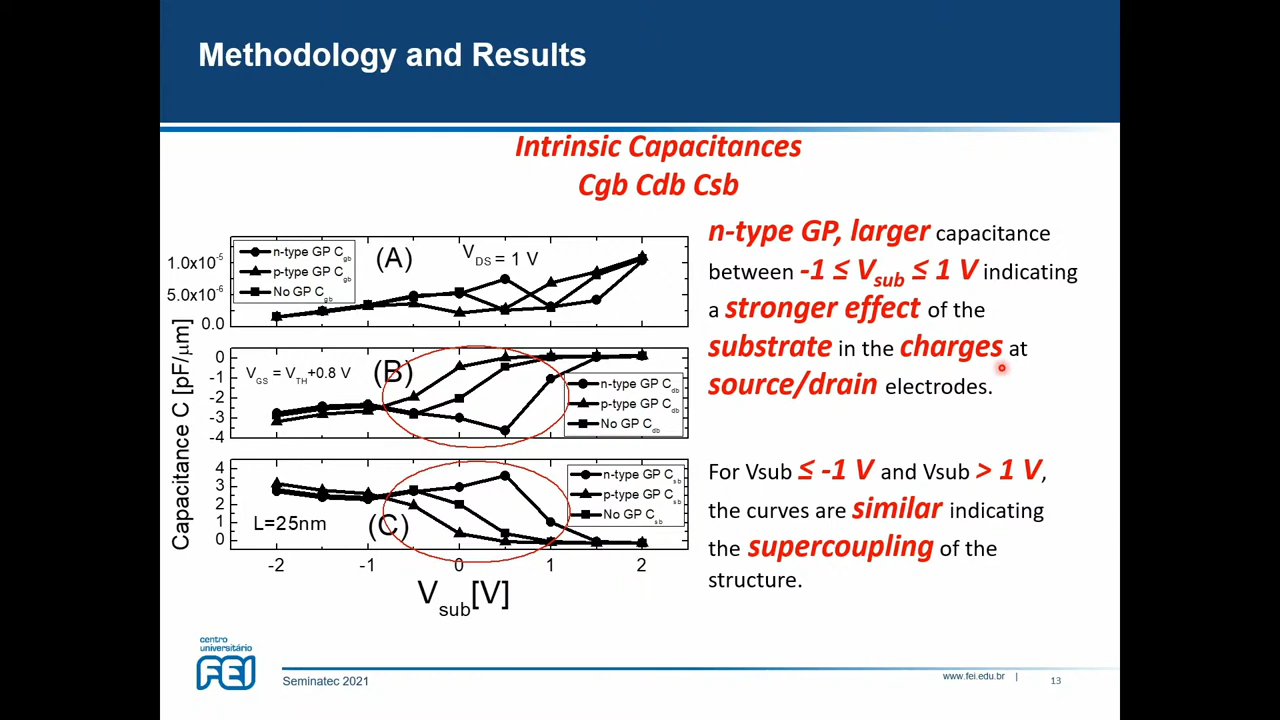 Methodology and Results
Intrinsic Capacitances
Cgb Cdb Csb
n-type GP C_gb
p-type GP C_gb
No GP C_gb
(A)
V_DS = 1 V
1.0x10^-5
5.0x10^-6
0.0
V_GS = V_TH+0.8 V
(B)
n-type GP C_db
p-type GP C_db
No GP C_db
0
-1
-2
-3
-4
n-type GP C_sb
p-type GP C_sb
No GP C_sb
L=25nm
(C)
4
3
2
1
0
Capacitance C [pF/μm]
-2 -1 0 1 2
V_sub[V]
n-type GP, larger capacitance
between -1 ≤ V_sub ≤ 1 V indicating
a stronger effect of the
substrate in the charges at
source/drain electrodes.
For Vsub ≤ -1 V and Vsub > 1 V,
the curves are similar indicating
the supercoupling of the
structure.
centro
universitário
FEI
Seminatec 2021
www.fei.edu.br |
13